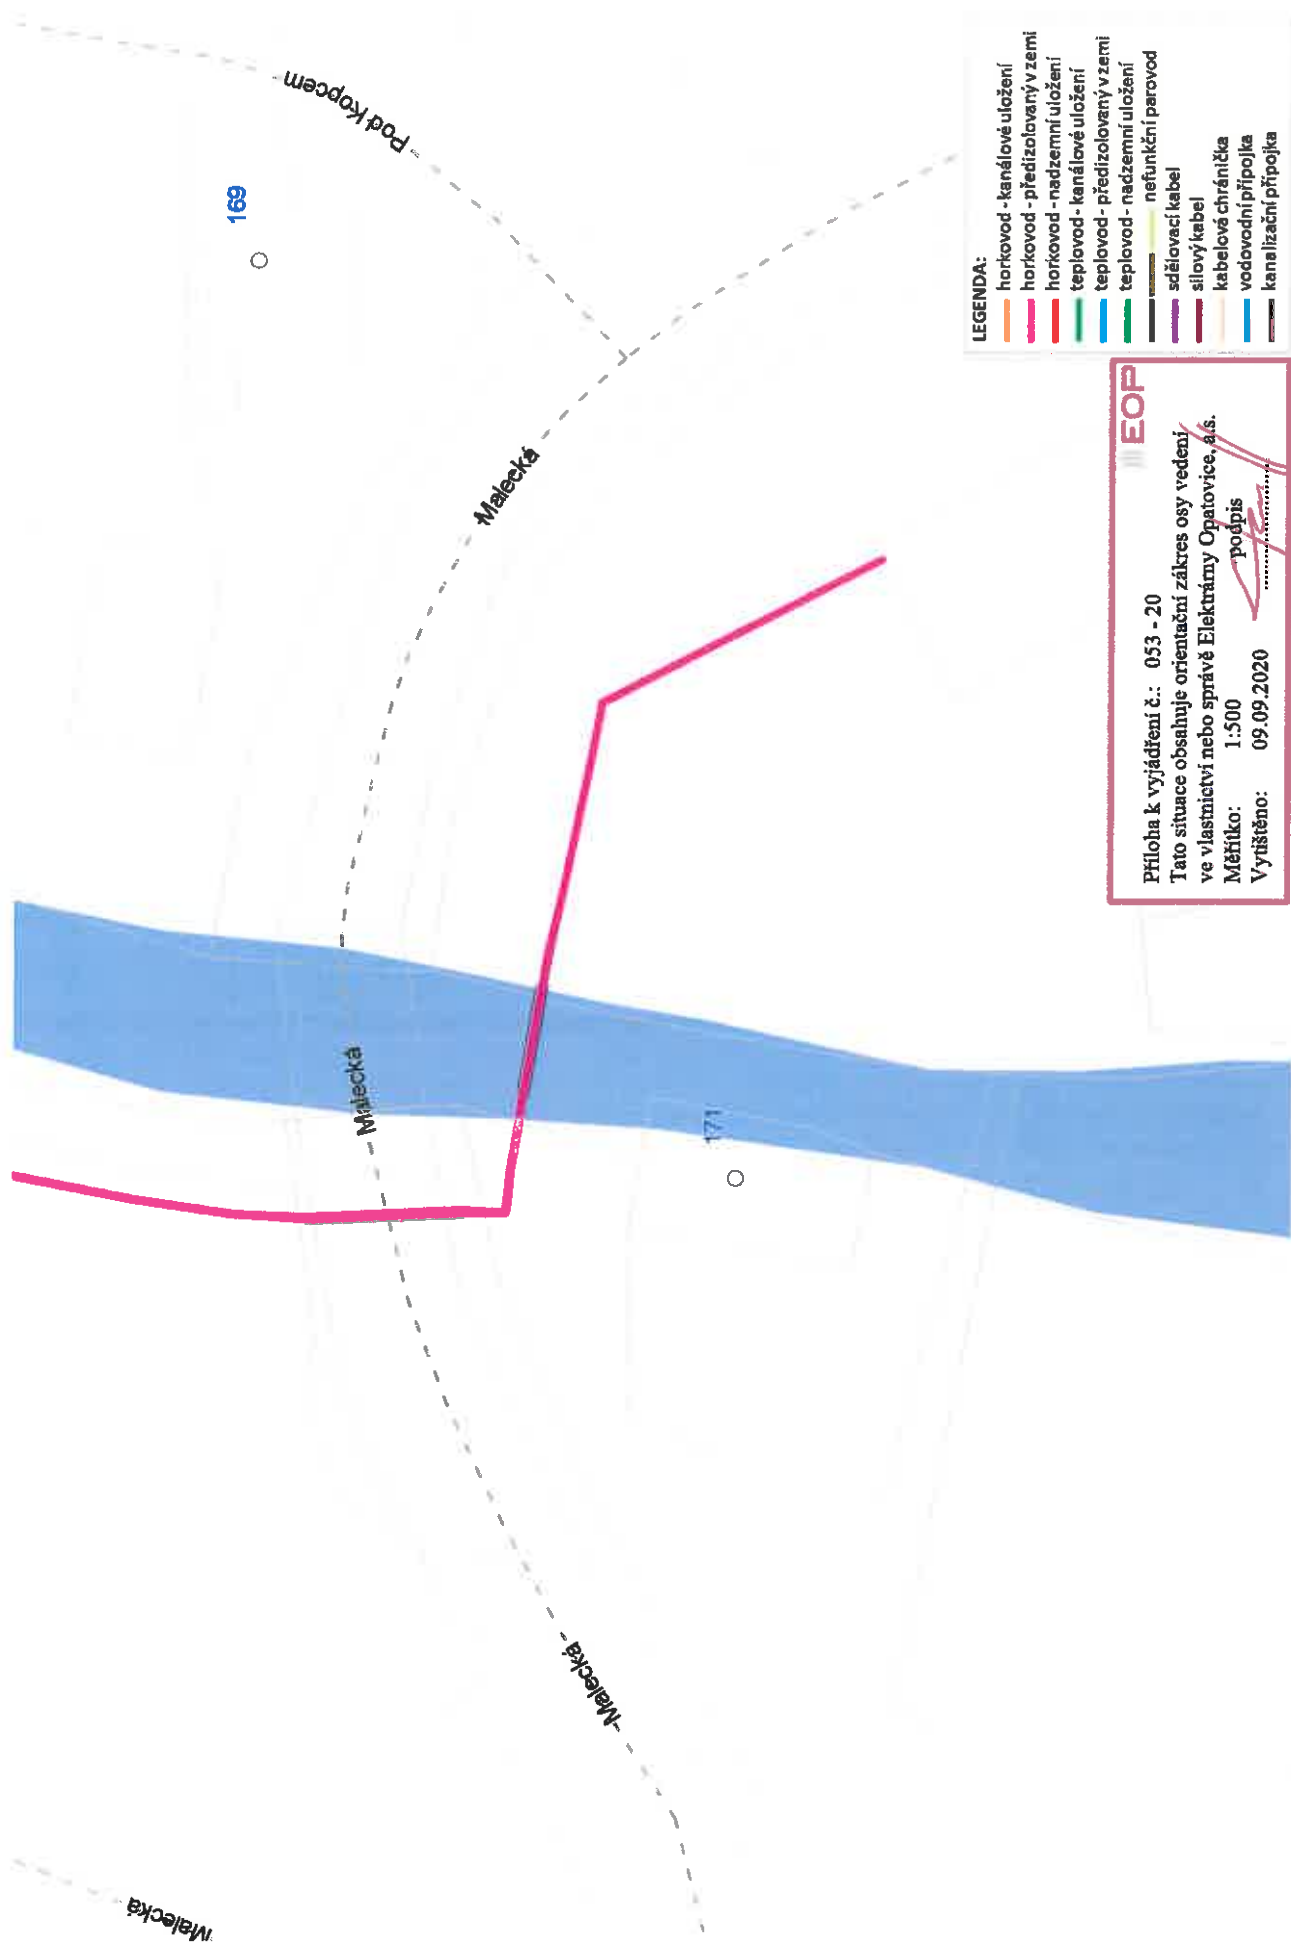 Malecká
Malecká
Malecká
Malecká
Pod Kopcem
169
171
LEGENDA:
horkovod - kanálové uložení
horkovod - předizolovaný v zemi
horkovod - nadzemní uložení
teplovod - kanálové uložení
teplovod - předizolovaný v zemi
teplovod - nadzemní uložení
nefunkční parovod
sdělovací kabel
silový kabel
kabelová chránička
vodovodní přípojka
kanalizační přípojka
EOP
Příloha k vyjádření č.: 053 - 20
Tato situace obsahuje orientační zákres osy vedení
ve vlastnictví nebo správě Elektrárny Opatovice, a.s.
Měřítko: 1:500 podpis
Vytištěno: 09.09.2020